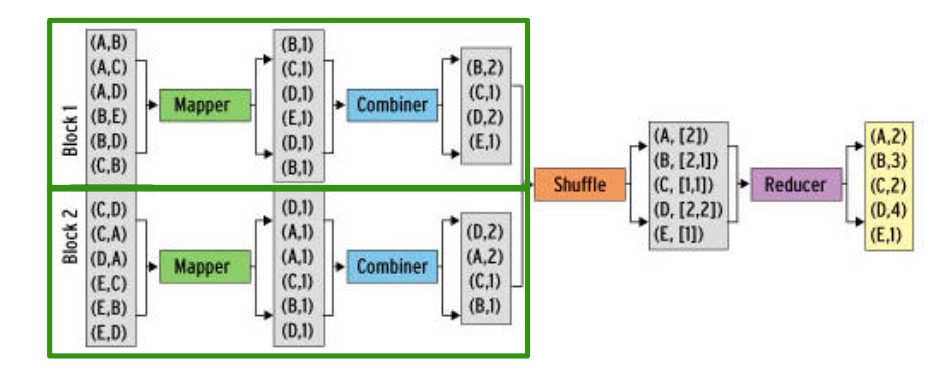 Block 1
(A,B)
(A,C)
(A,D)
(B,E)
(B,D)
(C,B)
Mapper
(B,1)
(C,1)
(D,1)
(E,1)
(D,1)
(B,1)
Combiner
(B,2)
(C,1)
(D,2)
(E,1)
Block 2
(C,D)
(C,A)
(D,A)
(E,C)
(E,B)
(E,D)
Mapper
(D,1)
(A,1)
(A,1)
(C,1)
(B,1)
(D,1)
Combiner
(D,2)
(A,2)
(C,1)
(B,1)
Shuffle
(A, [2])
(B, [2,1])
(C, [1,1])
(D, [2,2])
(E, [1])
Reducer
(A,2)
(B,3)
(C,2)
(D,4)
(E,1)